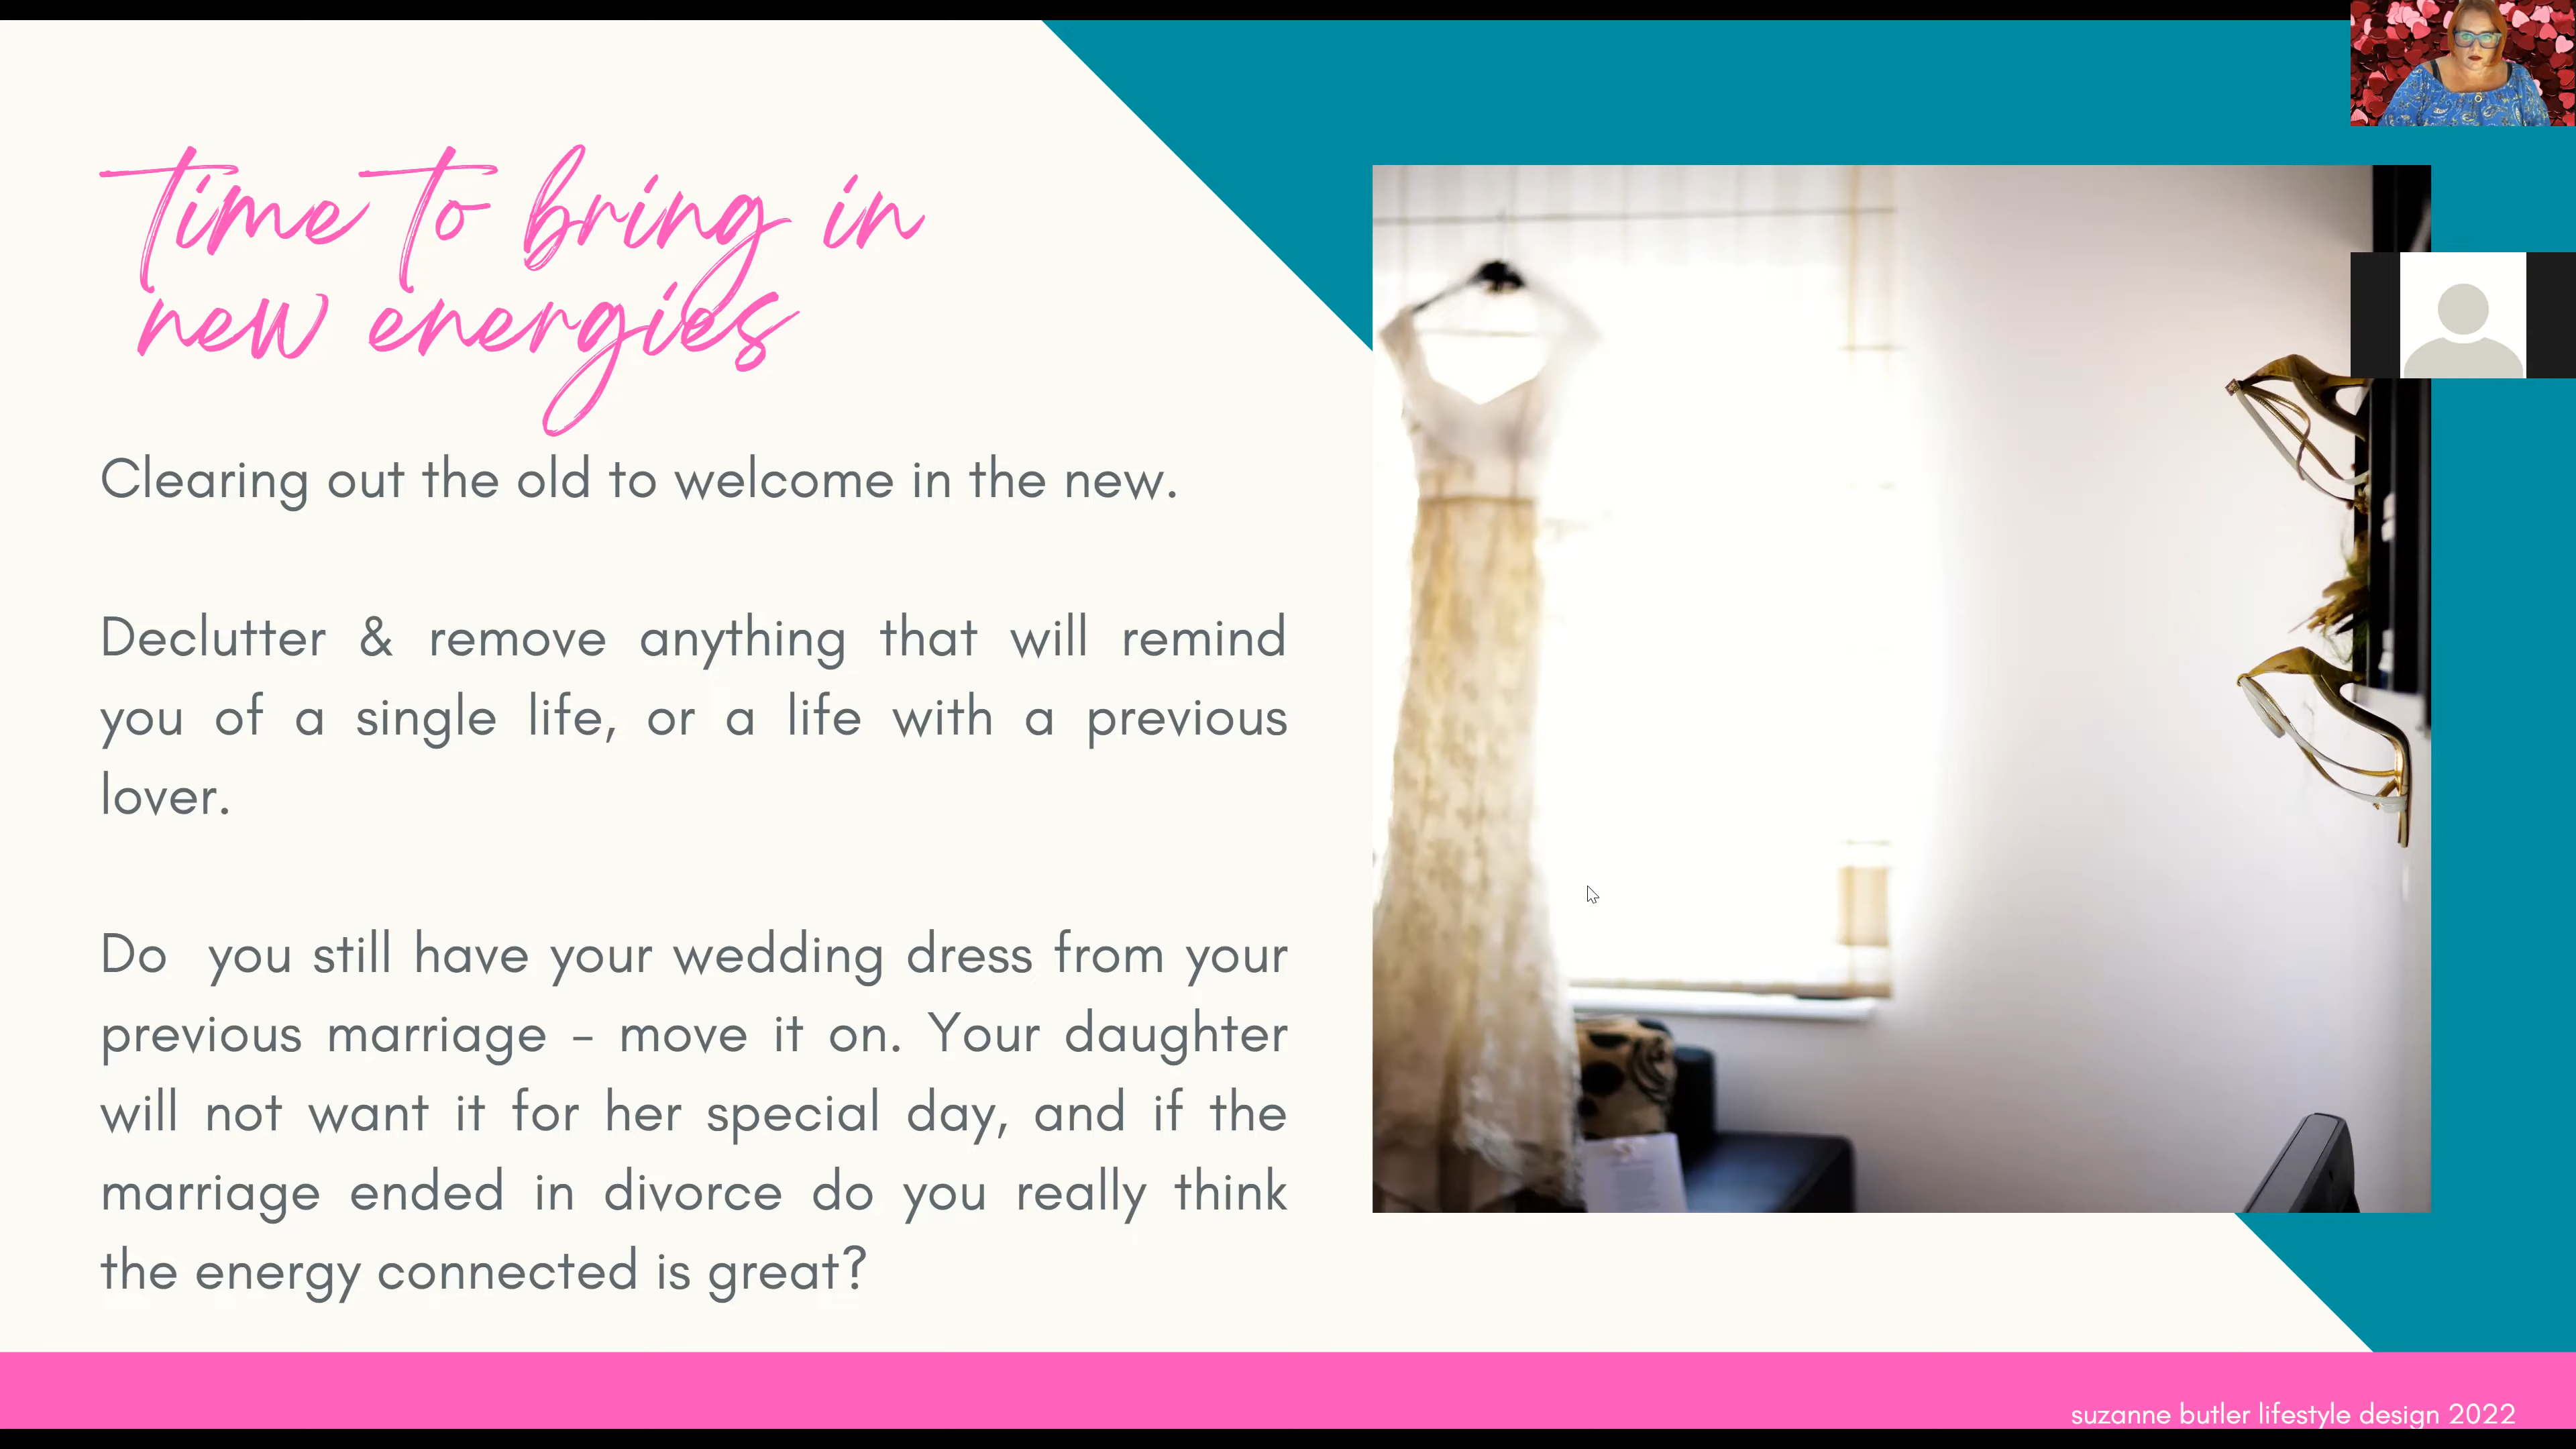 Time to bring in
new energies
Clearing out the old to welcome in the new.
Declutter & remove anything that will remind
you of a single life, or a life with a previous
lover.
Do you still have your wedding dress from your
previous marriage - move it on. Your daughter
will not want it for her special day, and if the
marriage ended in divorce do you really think
the energy connected is great?
suzanne butler lifestyle design 2022